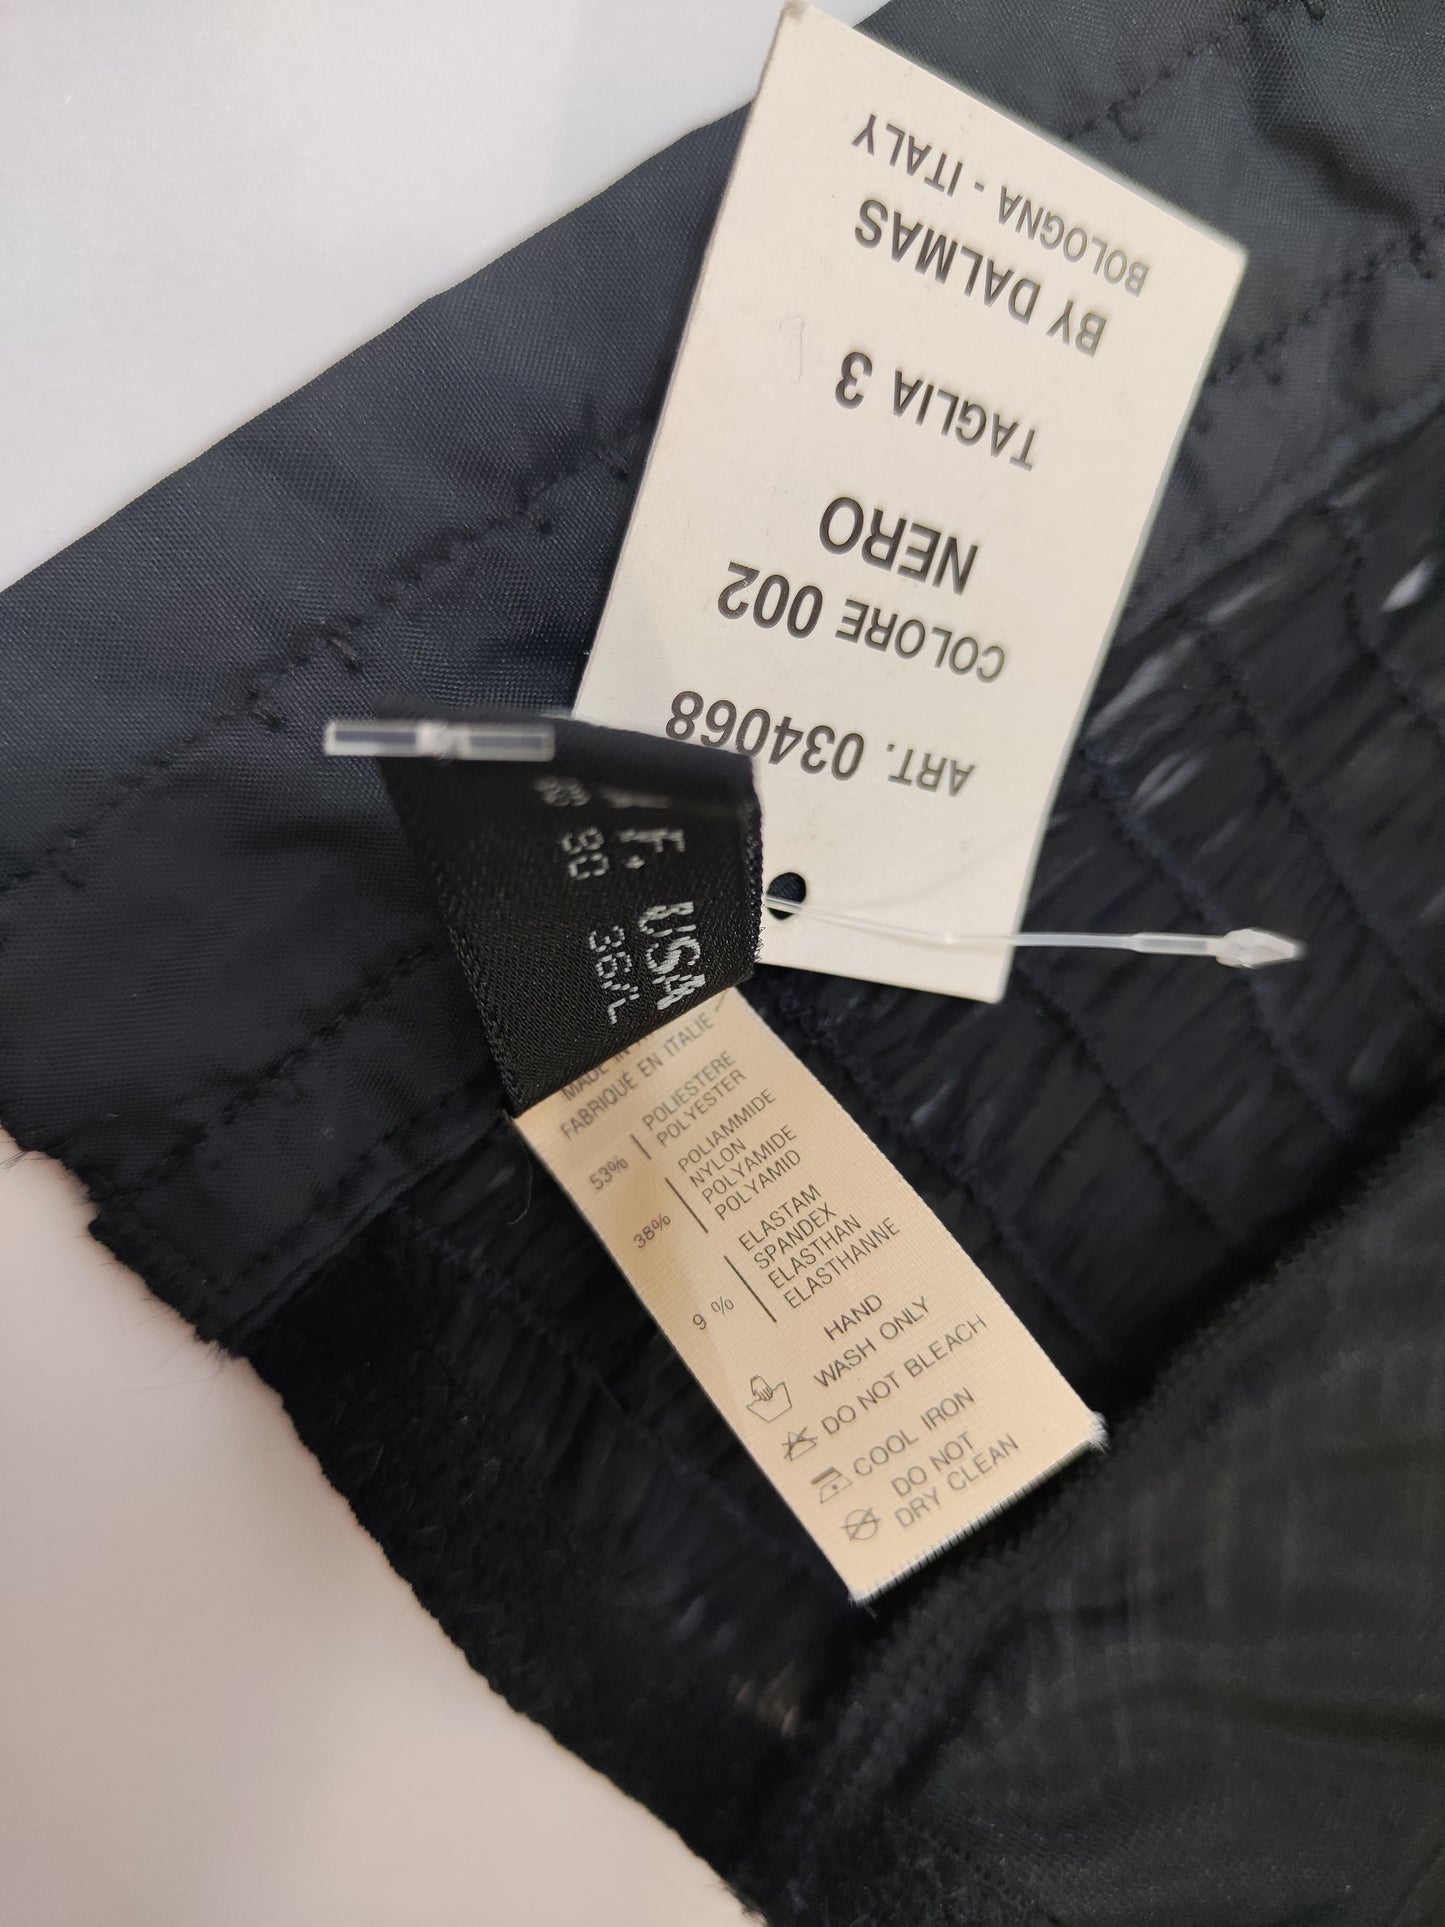 ART. 034068
COLORE 002
NERO
TAGLIA 3
BY DALMAS
BOLOGNA - ITALY
F.
USA
90
36/L
MADE IN
FABRIQUÉ EN ITALIE
53% POLIESTERE
POLYESTER
38% POLIAMMIDE
NYLON
POLYAMIDE
POLYAMID
9 % ELASTAM
SPANDEX
ELASTHAN
ELASTHANNE
HAND
WASH ONLY
DO NOT BLEACH
COOL IRON
DO NOT
DRY CLEAN